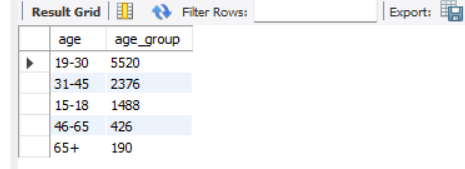 Result Grid Filter Rows: Export:
age age_group
19-30 5520
31-45 2376
15-18 1488
46-65 426
65+ 190